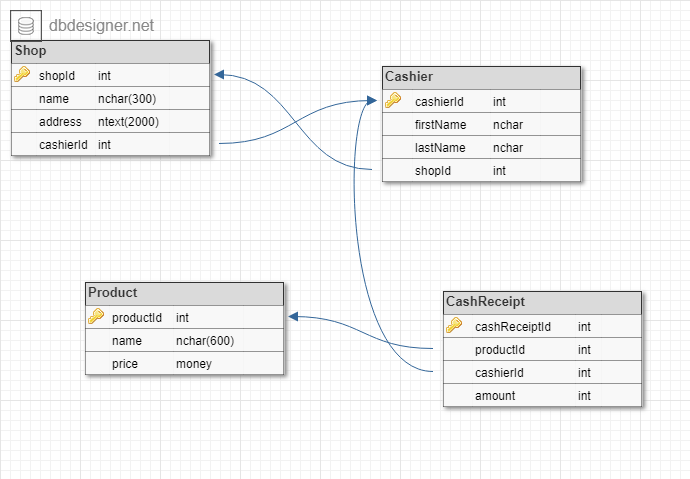 dbdesigner.net
Shop
shopId int
name nchar(300)
address ntext(2000)
cashierId int
Cashier
cashierId int
firstName nchar
lastName nchar
shopId int
Product
productId int
name nchar(600)
price money
CashReceipt
cashReceiptId int
productId int
cashierId int
amount int